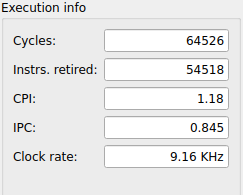 Execution info
Cycles: 64526
Instrs. retired: 54518
CPI: 1.18
IPC: 0.845
Clock rate: 9.16 KHz